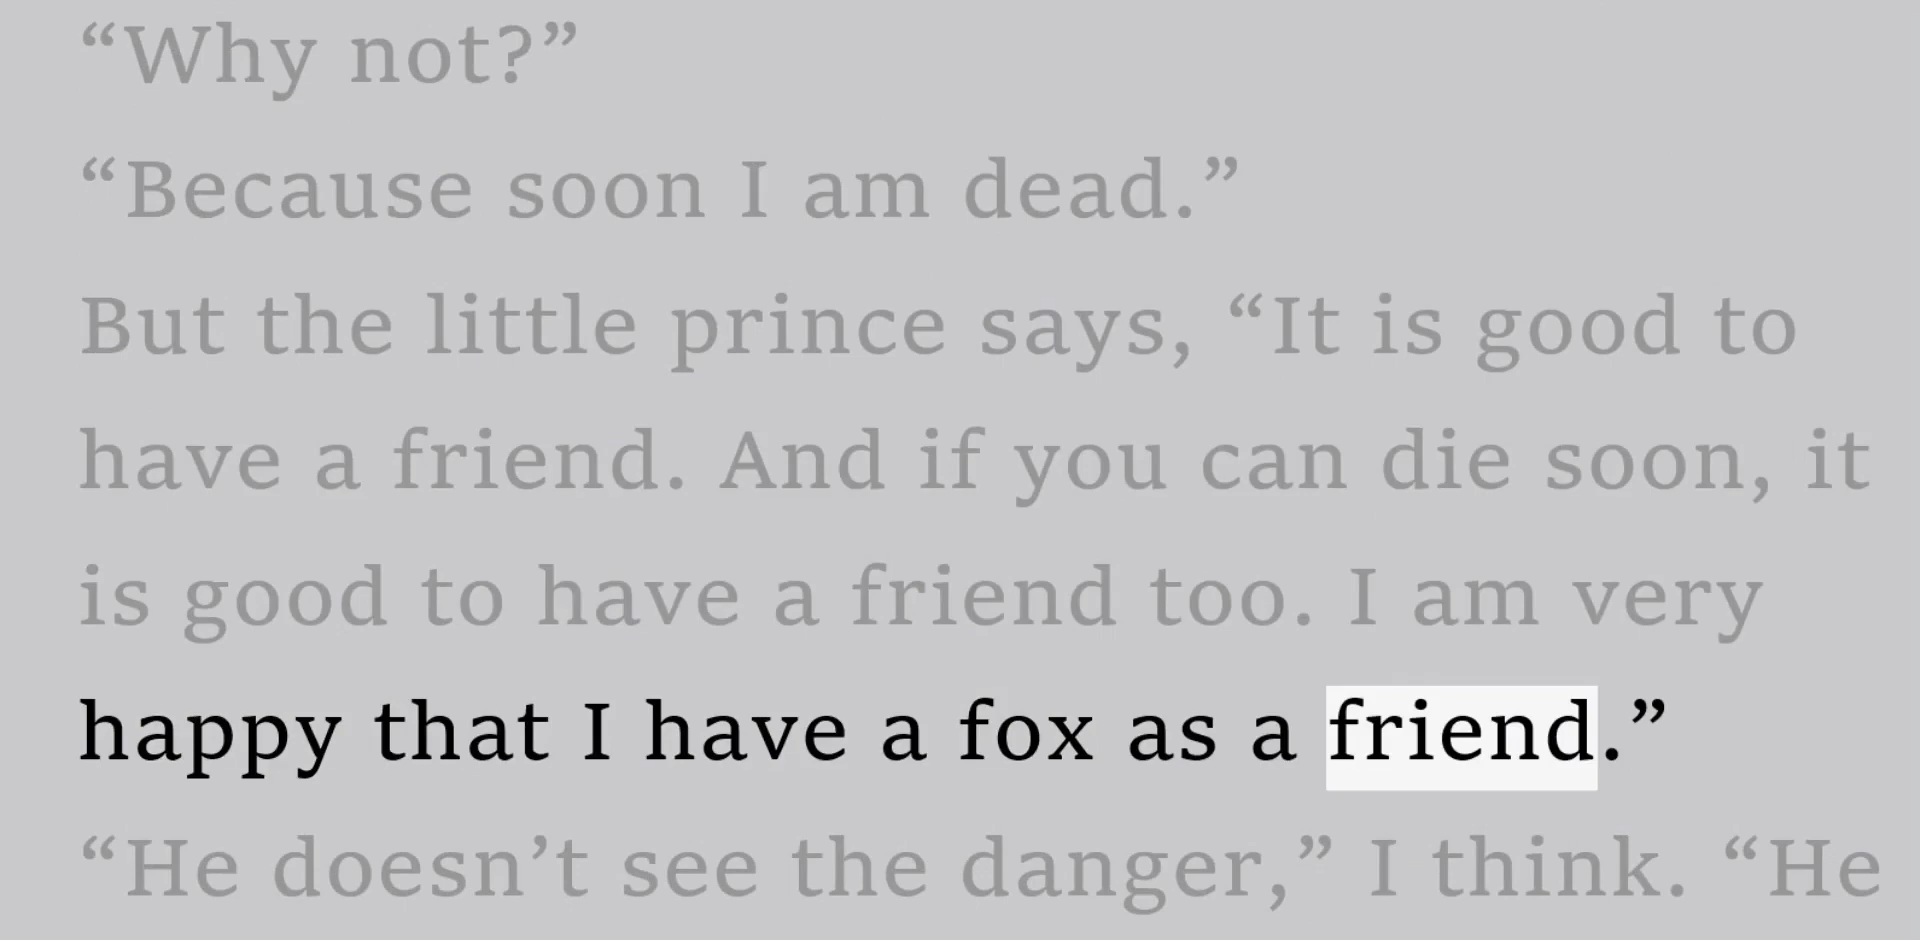 “Why not?”
“Because soon I am dead.”
But the little prince says, “It is good to
have a friend. And if you can die soon, it
is good to have a friend too. I am very
happy that I have a fox as a friend.”
“He doesn’t see the danger,” I think. “He